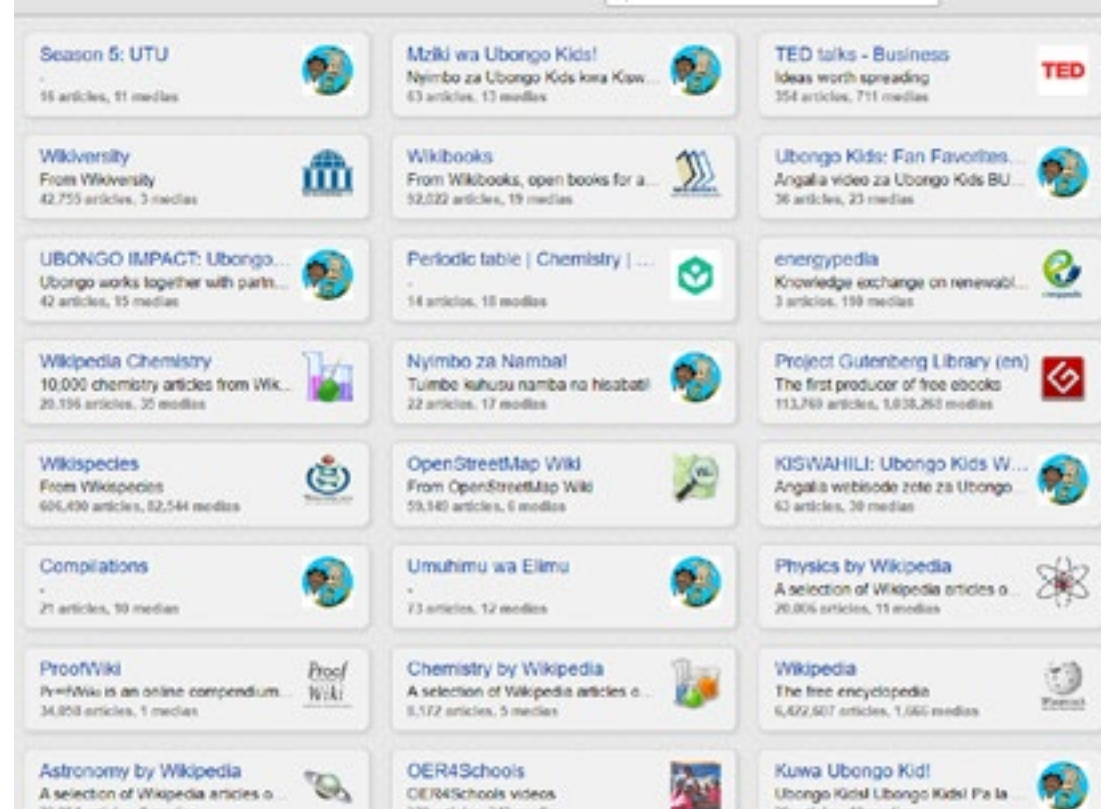 Season 5: UTU
-
16 articles, 11 medias
Mziki wa Ubongo Kids!
Nyimbo za Ubongo Kids kwa Kisw...
63 articles, 13 medias
TED talks - Business
Ideas worth spreading
354 articles, 711 medias
TED
Wikiversity
From Wikiversity
42,755 articles, 3 medias
Wikibooks
From Wikibooks, open books for a...
92,022 articles, 19 medias
Ubongo Kids: Fan Favorites...
Angalia video za Ubongo Kids BU...
36 articles, 23 medias
UBONGO IMPACT: Ubongo...
Ubongo works together with partn...
42 articles, 15 medias
Periodic table | Chemistry | ...
-
14 articles, 18 medias
energypedia
Knowledge exchange on renewabl...
3 articles, 190 medias
Wikipedia Chemistry
10,000 chemistry articles from Wik...
20,196 articles, 35 medias
Nyimbo za Namba!
Tuimbe kuhusu namba na hisabati!
22 articles, 17 medias
Project Gutenberg Library (en)
The first producer of free ebooks
113,760 articles, 1,038,268 medias
Wikispecies
From Wikispecies
606,490 articles, 82,544 medias
OpenStreetMap Wiki
From OpenStreetMap Wiki
59,140 articles, 6 medias
KISWAHILI: Ubongo Kids W...
Angalia webisode zote za Ubongo
63 articles, 30 medias
Compilations
-
21 articles, 10 medias
Umuhimu wa Elimu
-
73 articles, 12 medias
Physics by Wikipedia
A selection of Wikipedia articles o...
20,006 articles, 11 medias
ProofWiki
ProofWiki is an online compendium...
34,858 articles, 1 medias
Proof
Wiki
Chemistry by Wikipedia
A selection of Wikipedia articles o...
8,172 articles, 5 medias
Wikipedia
The free encyclopedia
6,422,607 articles, 1,666 medias
Astronomy by Wikipedia
A selection of Wikipedia articles o...
OER4Schools
OER4Schools videos
Kuwa Ubongo Kid!
Ubongo Kids! Ubongo Kids! Pa la